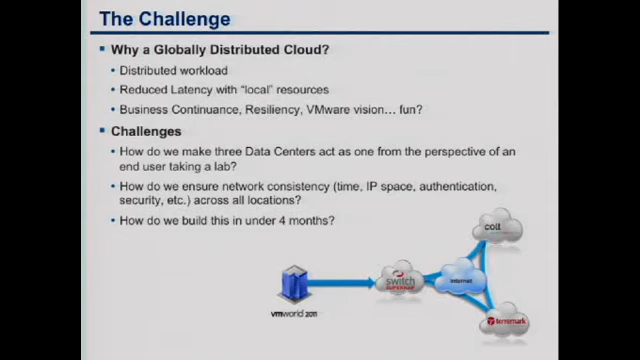 The Challenge
Why a Globally Distributed Cloud?
Distributed workload
Reduced Latency with “local” resources
Business Continuance, Resiliency, VMware vision… fun?
Challenges
How do we make three Data Centers act as one from the perspective of an
end user taking a lab?
How do we ensure network consistency (time, IP space, authentication,
security, etc.) across all locations?
How do we build this in under 4 months?
colt
switch
SUPERNAP
internet
terremark
vmworld 2011